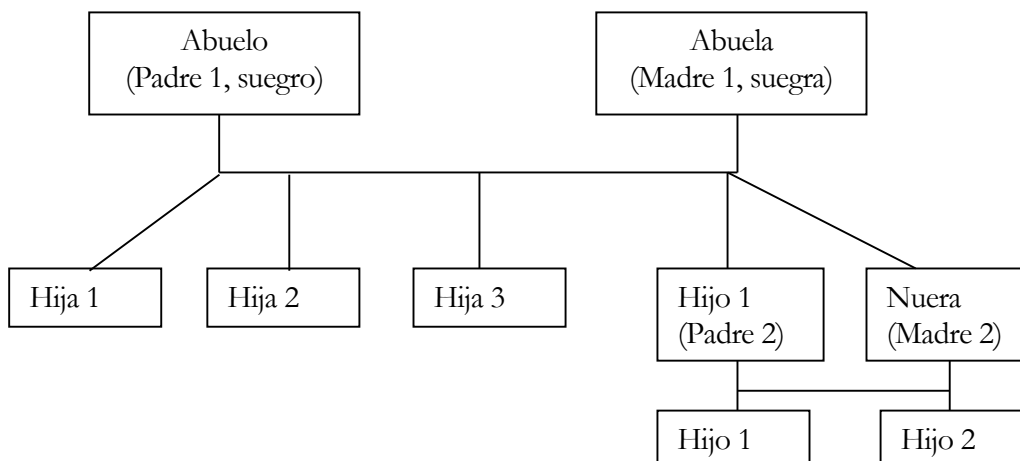 Abuelo
(Padre 1, suegro)
Abuela
(Madre 1, suegra)
Hija 1
Hija 2
Hija 3
Hijo 1
(Padre 2)
Nuera
(Madre 2)
Hijo 1
Hijo 2